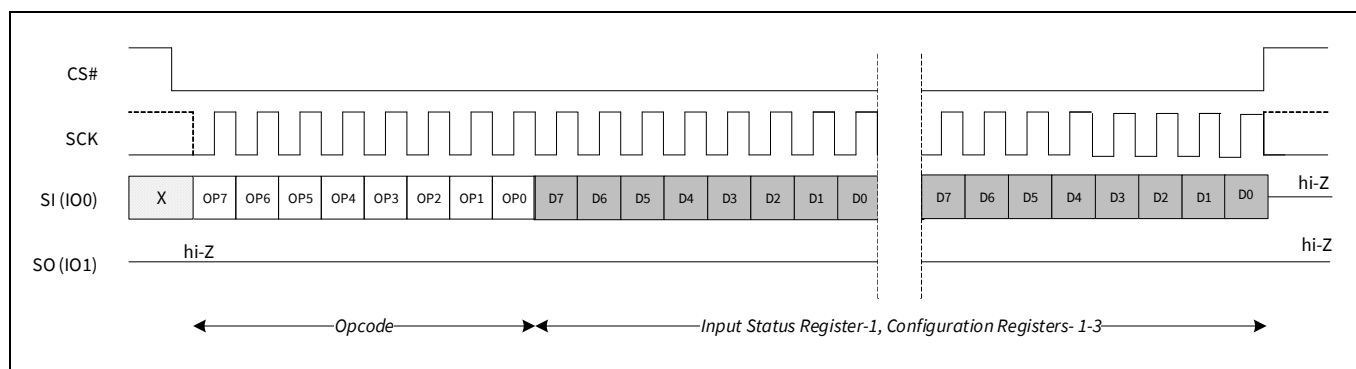 CS#
SCK
SI (IO0) X OP7 OP6 OP5 OP4 OP3 OP2 OP1 OP0 D7 D6 D5 D4 D3 D2 D1 D0 D7 D6 D5 D4 D3 D2 D1 D0 hi-Z
SO (IO1) hi-Z hi-Z
Opcode Input Status Register-1, Configuration Registers- 1-3